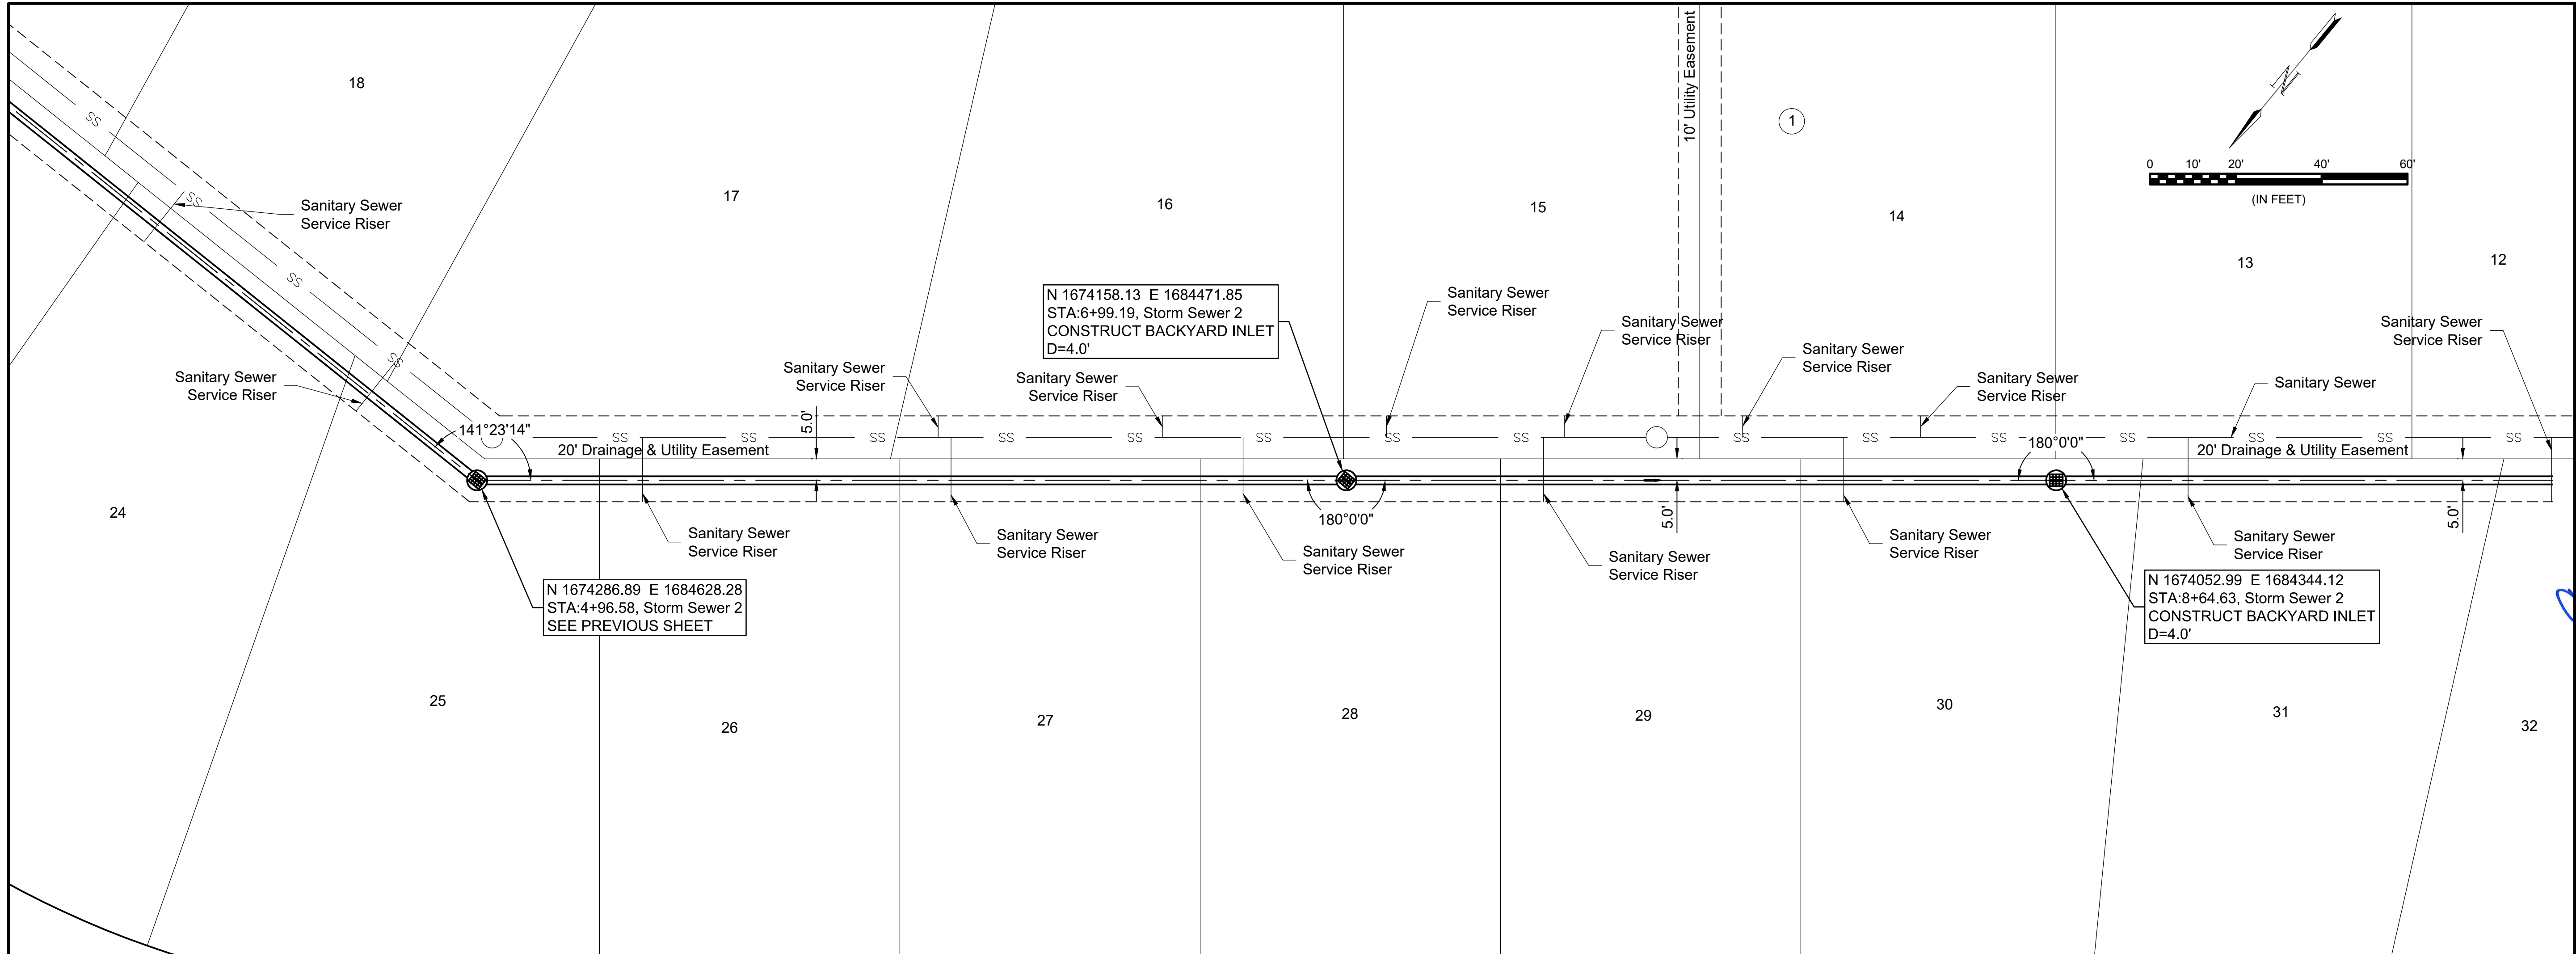 18
17
16
15
14
13
12
1
10' Utility Easement
N
0 10' 20' 40' 60'
(IN FEET)
SS
SS
SS
SS
Sanitary Sewer
Service Riser
Sanitary Sewer
Service Riser
Sanitary Sewer
Service Riser
N 1674158.13 E 1684471.85
STA:6+99.19, Storm Sewer 2
CONSTRUCT BACKYARD INLET
D=4.0'
Sanitary Sewer
Service Riser
Sanitary Sewer
Service Riser
Sanitary Sewer
Service Riser
Sanitary Sewer
Service Riser
Sanitary Sewer
Service Riser
Sanitary Sewer
Sanitary Sewer
Service Riser
141°23'14"
5.0'
SS SS SS SS SS SS SS SS SS SS SS SS SS SS SS
20' Drainage & Utility Easement
180°0'0"
20' Drainage & Utility Easement
180°0'0"
5.0'
5.0'
Sanitary Sewer
Service Riser
Sanitary Sewer
Service Riser
Sanitary Sewer
Service Riser
Sanitary Sewer
Service Riser
Sanitary Sewer
Service Riser
Sanitary Sewer
Service Riser
N 1674286.89 E 1684628.28
STA:4+96.58, Storm Sewer 2
SEE PREVIOUS SHEET
N 1674052.99 E 1684344.12
STA:8+64.63, Storm Sewer 2
CONSTRUCT BACKYARD INLET
D=4.0'
24
25
26
27
28
29
30
31
32